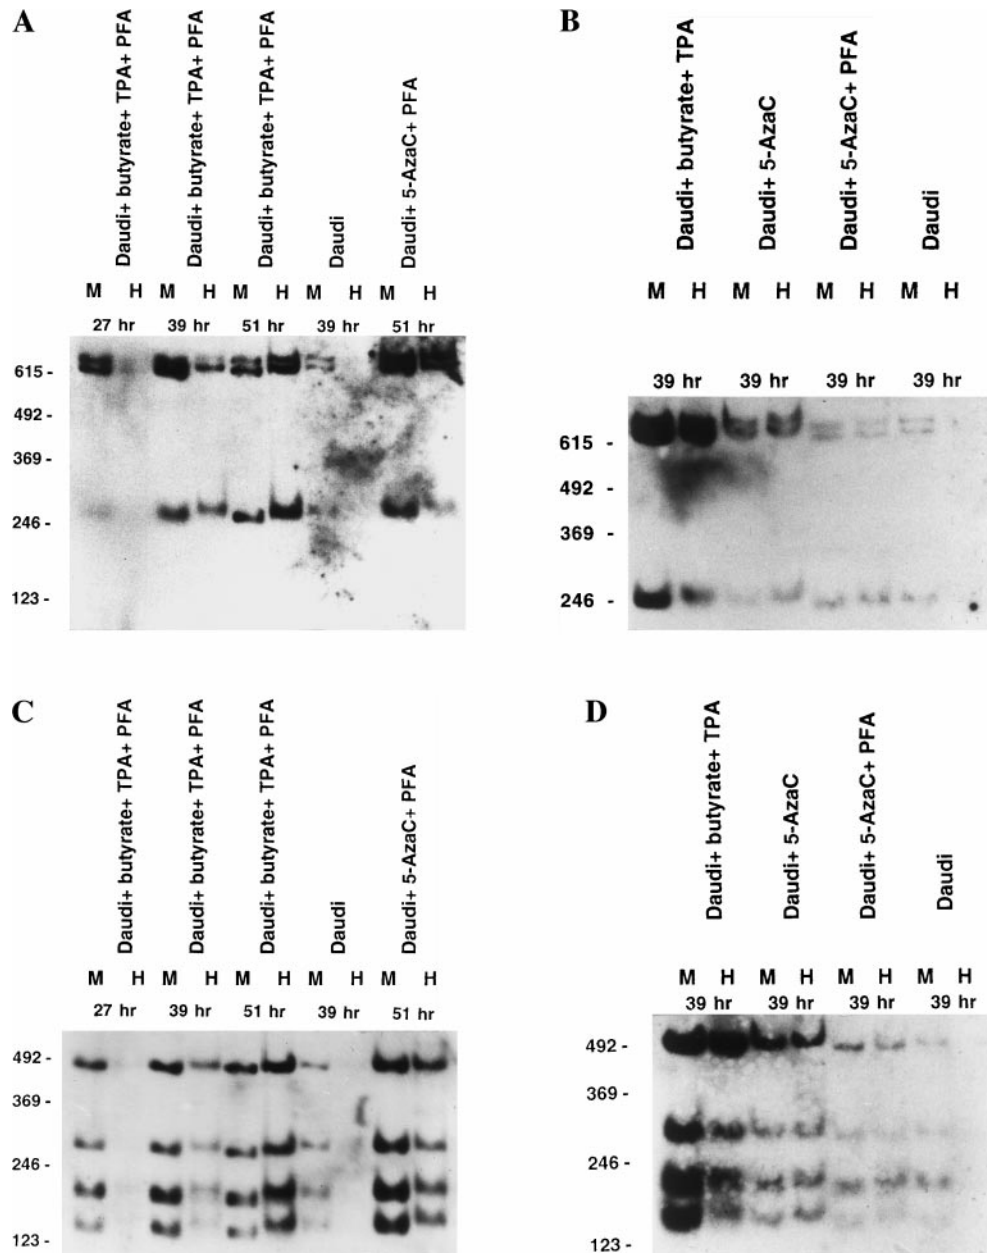 A
Daudi+ butyrate+ TPA+ PFA
Daudi+ butyrate+ TPA+ PFA
Daudi+ butyrate+ TPA+ PFA
Daudi
Daudi+ 5-AzaC+ PFA
M H M H M H M H M H
27 hr 39 hr 51 hr 39 hr 51 hr
615 -
492 -
369 -
246 -
123 -
B
Daudi+ butyrate+ TPA
Daudi+ 5-AzaC
Daudi+ 5-AzaC+ PFA
Daudi
M H M H M H M H
39 hr 39 hr 39 hr 39 hr
615 -
492 -
369 -
246 -
C
Daudi+ butyrate+ TPA+ PFA
Daudi+ butyrate+ TPA+ PFA
Daudi+ butyrate+ TPA+ PFA
Daudi
Daudi+ 5-AzaC+ PFA
M H M H M H M H M H
27 hr 39 hr 51 hr 39 hr 51 hr
492 -
369 -
246 -
123 -
D
Daudi+ butyrate+ TPA
Daudi+ 5-AzaC
Daudi+ 5-AzaC+ PFA
Daudi
M H M H M H M H
39 hr 39 hr 39 hr 39 hr
492 -
369 -
246 -
123 -